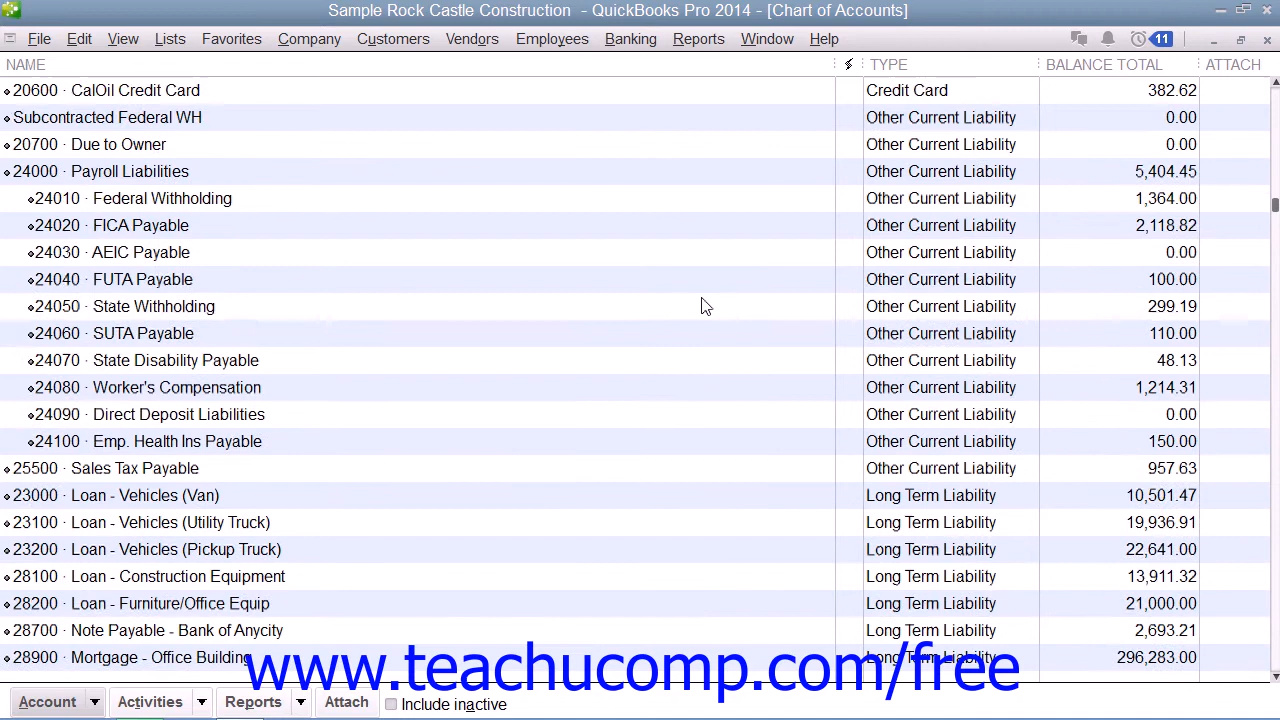 Sample Rock Castle Construction - QuickBooks Pro 2014 - [Chart of Accounts]
File Edit View Lists Favorites Company Customers Vendors Employees Banking Reports Window Help 11
NAME TYPE BALANCE TOTAL ATTACH
20600 · CalOil Credit Card Credit Card 382.62
Subcontracted Federal WH Other Current Liability 0.00
20700 · Due to Owner Other Current Liability 0.00
24000 · Payroll Liabilities Other Current Liability 5,404.45
24010 · Federal Withholding Other Current Liability 1,364.00
24020 · FICA Payable Other Current Liability 2,118.82
24030 · AEIC Payable Other Current Liability 0.00
24040 · FUTA Payable Other Current Liability 100.00
24050 · State Withholding Other Current Liability 299.19
24060 · SUTA Payable Other Current Liability 110.00
24070 · State Disability Payable Other Current Liability 48.13
24080 · Worker's Compensation Other Current Liability 1,214.31
24090 · Direct Deposit Liabilities Other Current Liability 0.00
24100 · Emp. Health Ins Payable Other Current Liability 150.00
25500 · Sales Tax Payable Other Current Liability 957.63
23000 · Loan - Vehicles (Van) Long Term Liability 10,501.47
23100 · Loan - Vehicles (Utility Truck) Long Term Liability 19,936.91
23200 · Loan - Vehicles (Pickup Truck) Long Term Liability 22,641.00
28100 · Loan - Construction Equipment Long Term Liability 13,911.32
28200 · Loan - Furniture/Office Equip Long Term Liability 21,000.00
28700 · Note Payable - Bank of Anycity Long Term Liability 2,693.21
28900 · Mortgage - Office Building Long Term Liability 296,283.00
www.teachucomp.com/free
Account Activities Reports Attach Include inactive